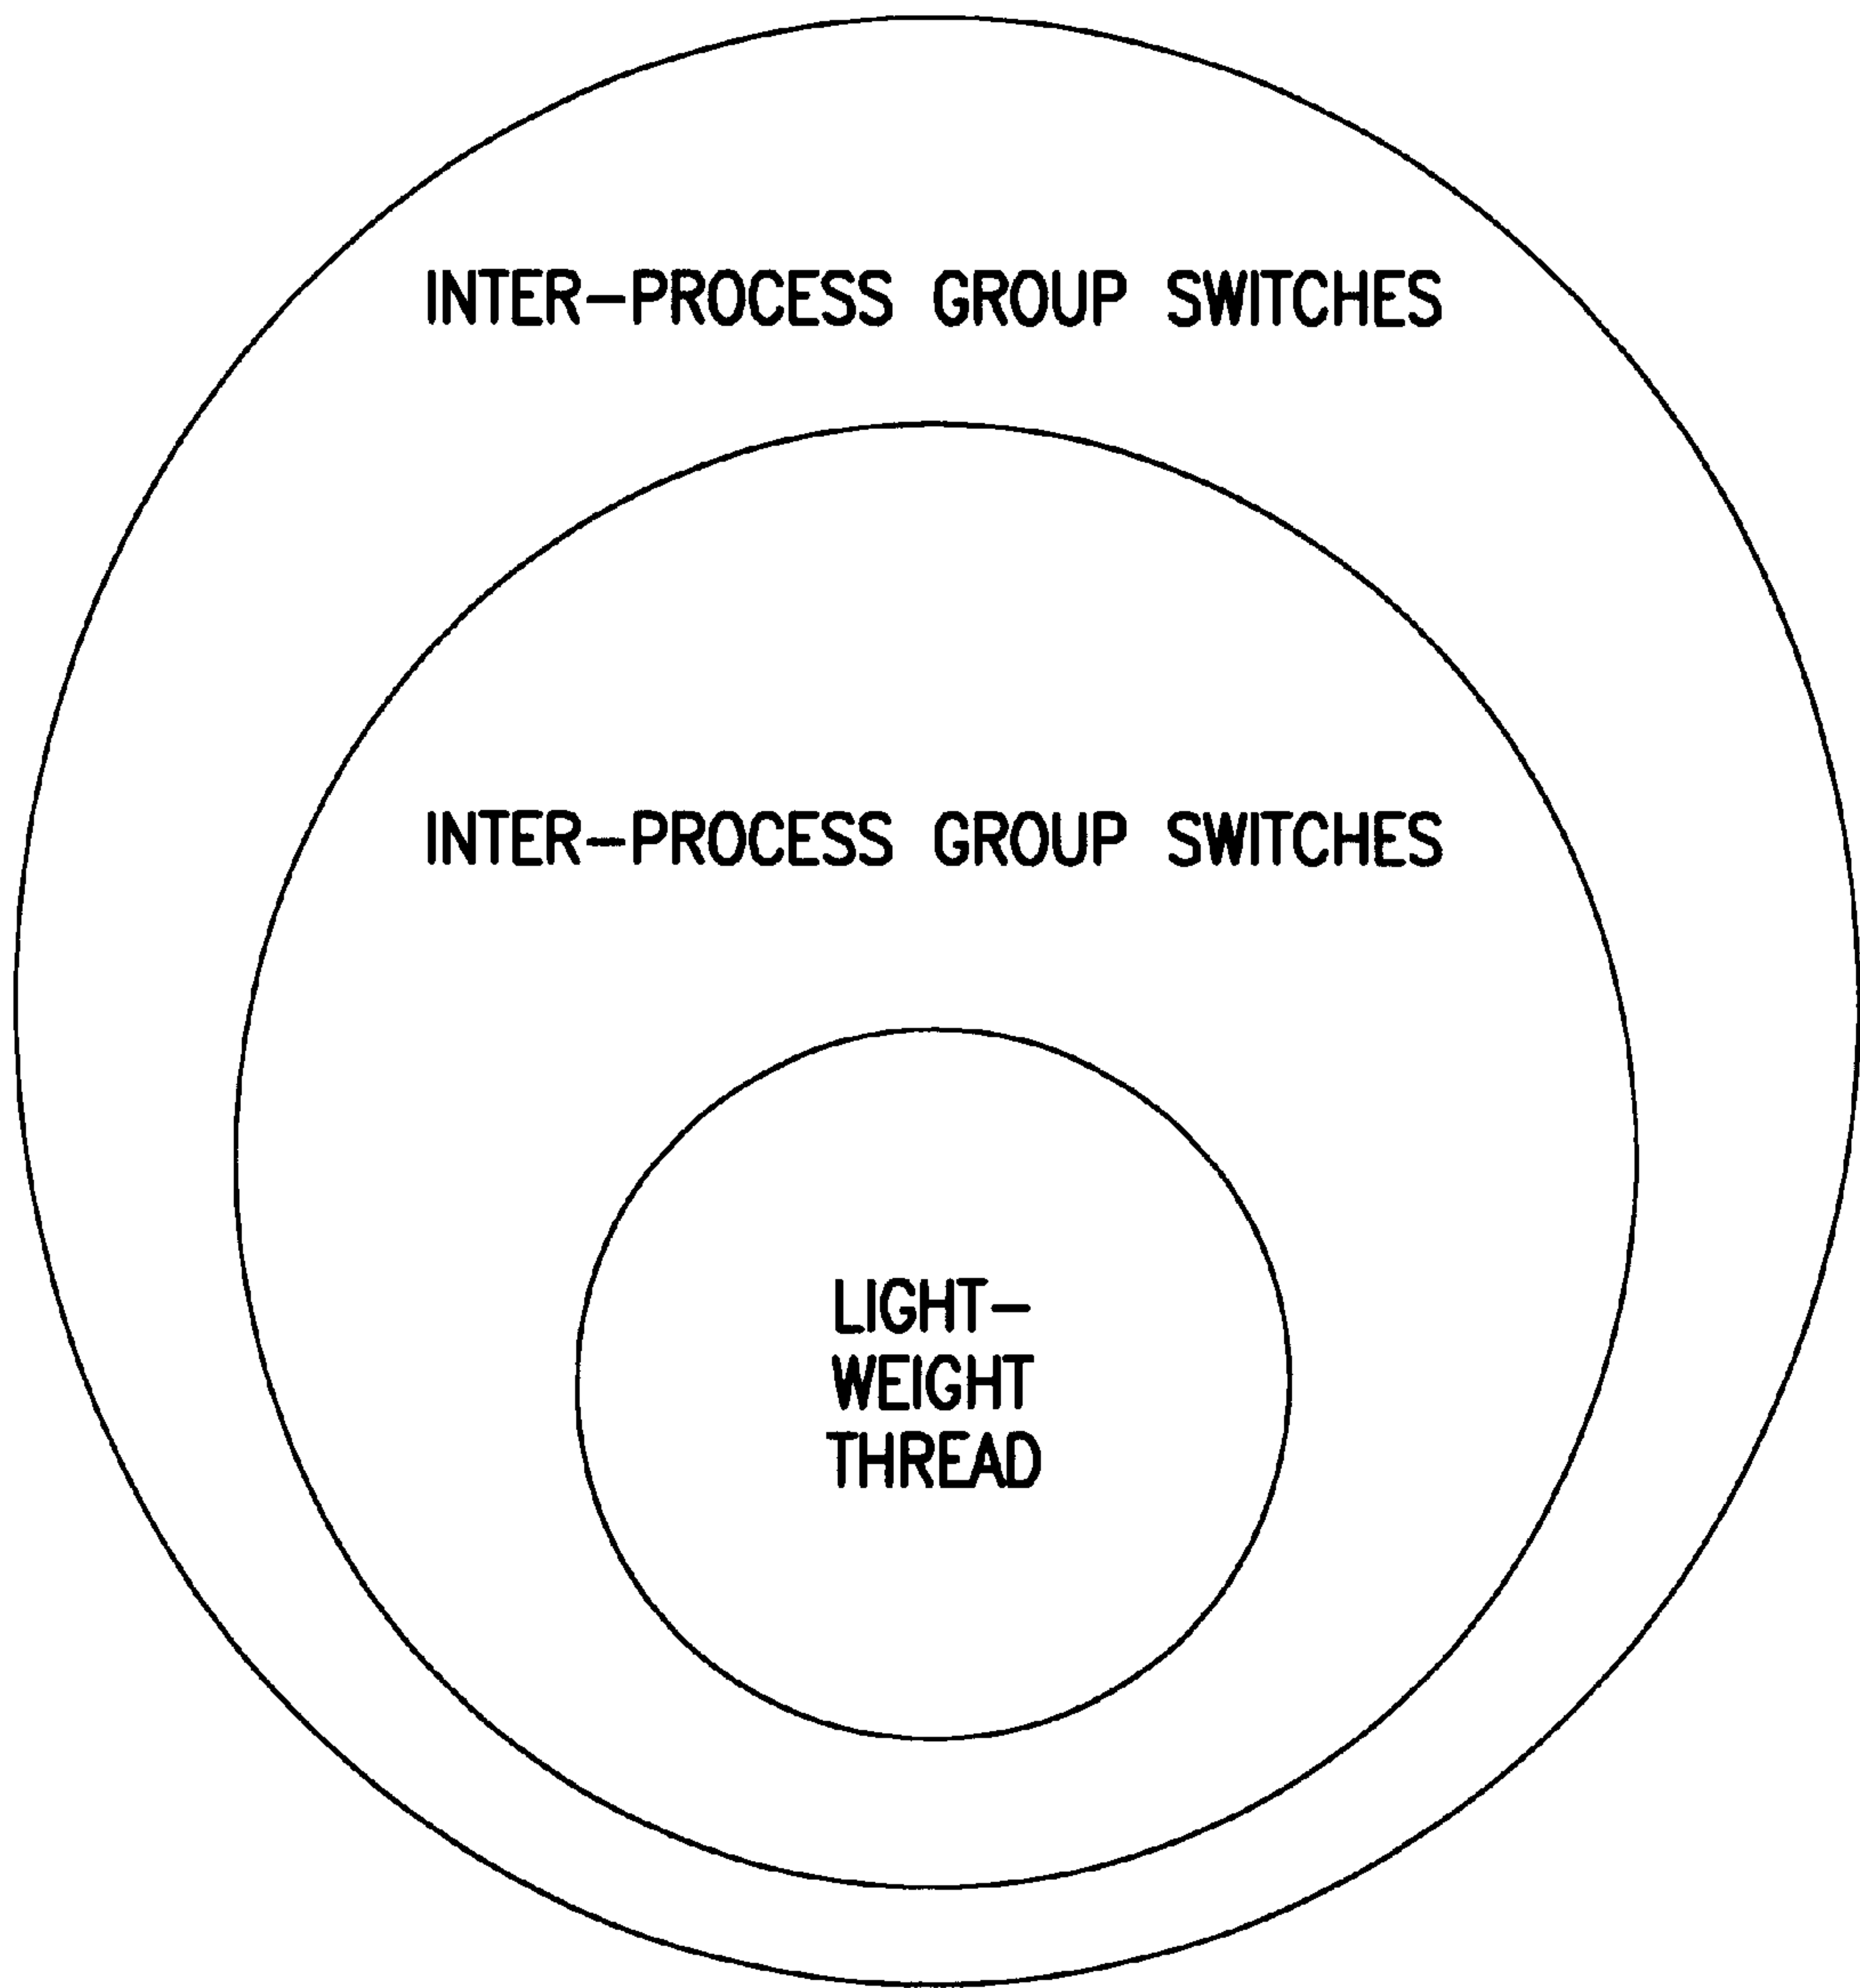 INTER-PROCESS GROUP SWITCHES
INTER-PROCESS GROUP SWITCHES
LIGHT-
WEIGHT
THREAD